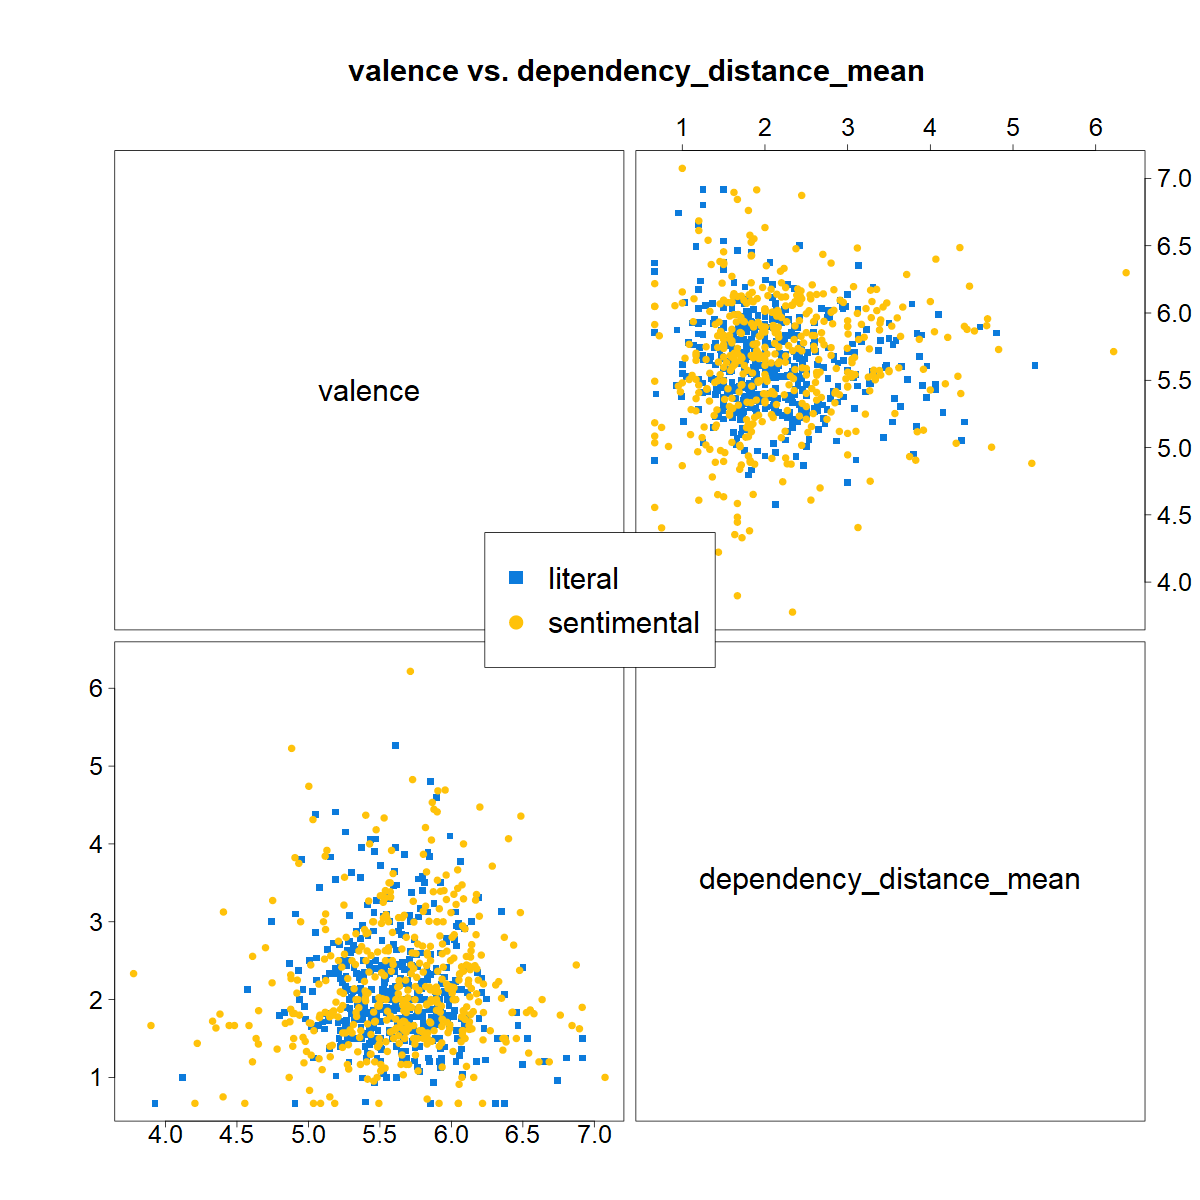 valence vs. dependency_distance_mean
1 2 3 4 5 6
valence
7.0
6.5
6.0
5.5
5.0
4.5
4.0
literal
sentimental
6
5
4
3
2
1
dependency_distance_mean
4.0 4.5 5.0 5.5 6.0 6.5 7.0